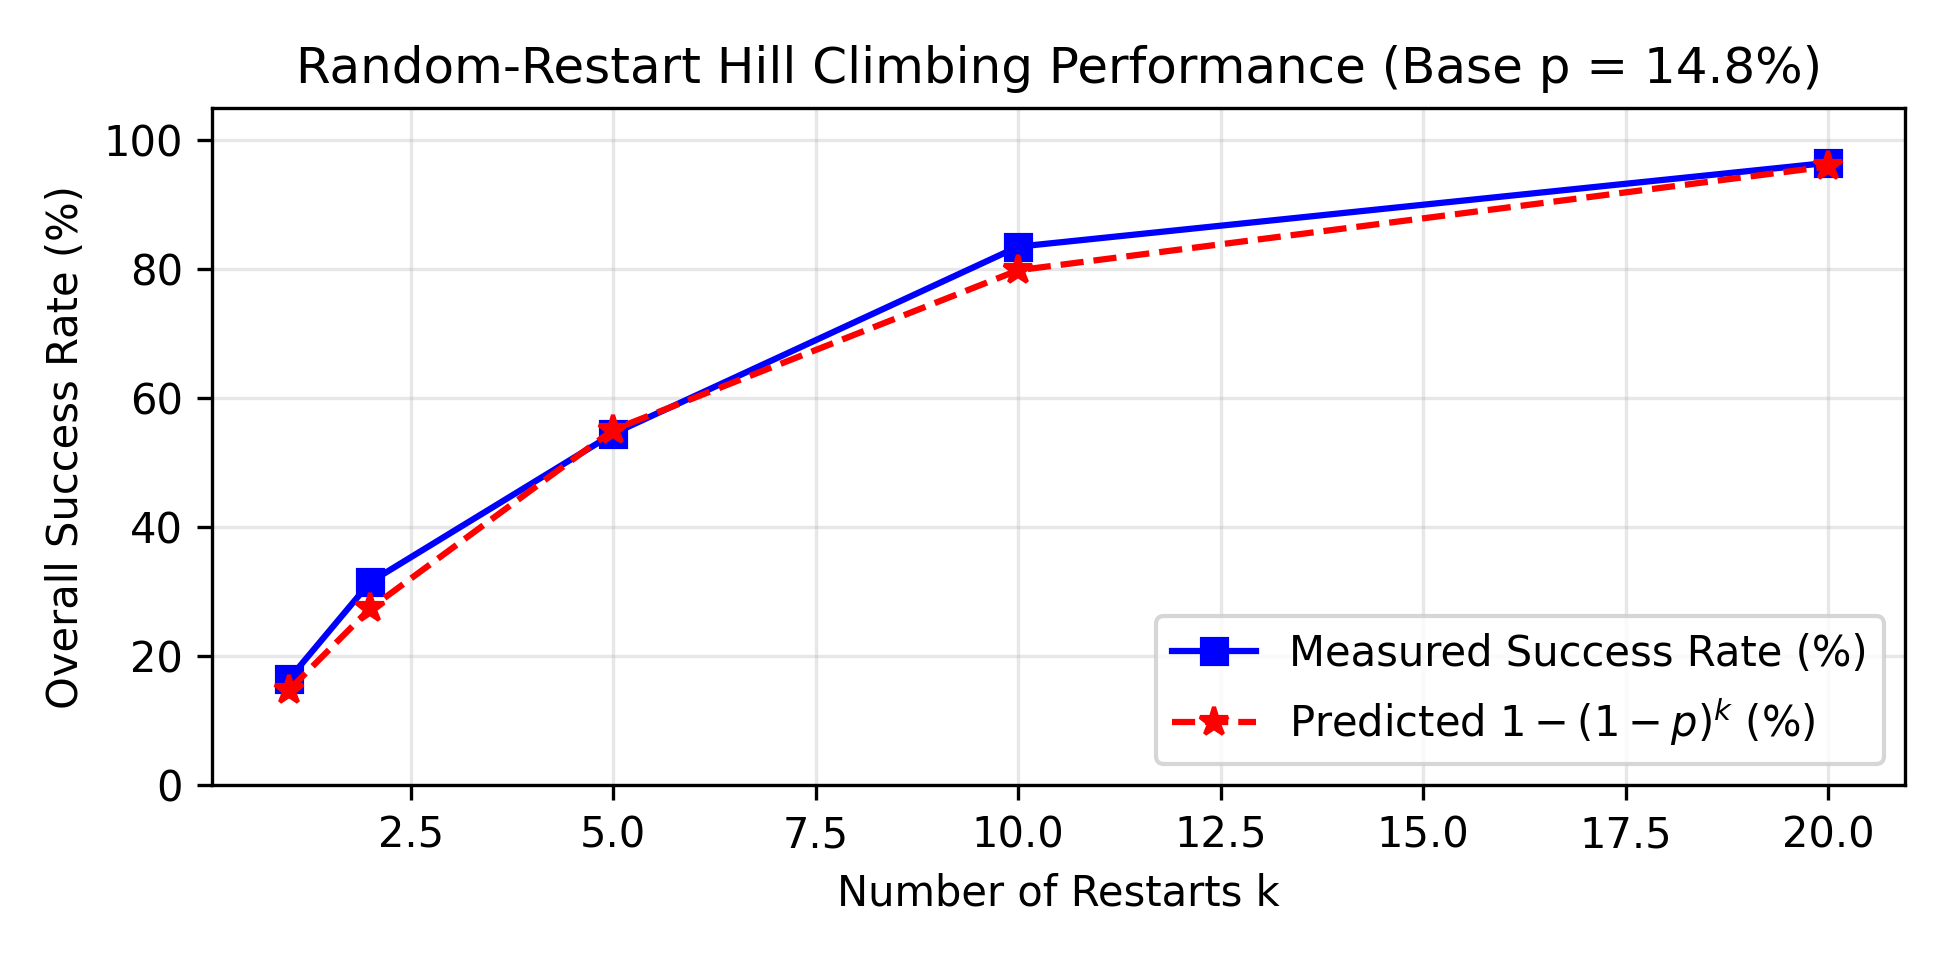 Random-Restart Hill Climbing Performance (Base p = 14.8%)
Overall Success Rate (%)
100
80
60
40
20
0
2.5 5.0 7.5 10.0 12.5 15.0 17.5 20.0
Number of Restarts k
Measured Success Rate (%)
Predicted 1 − (1 − p)^k (%)